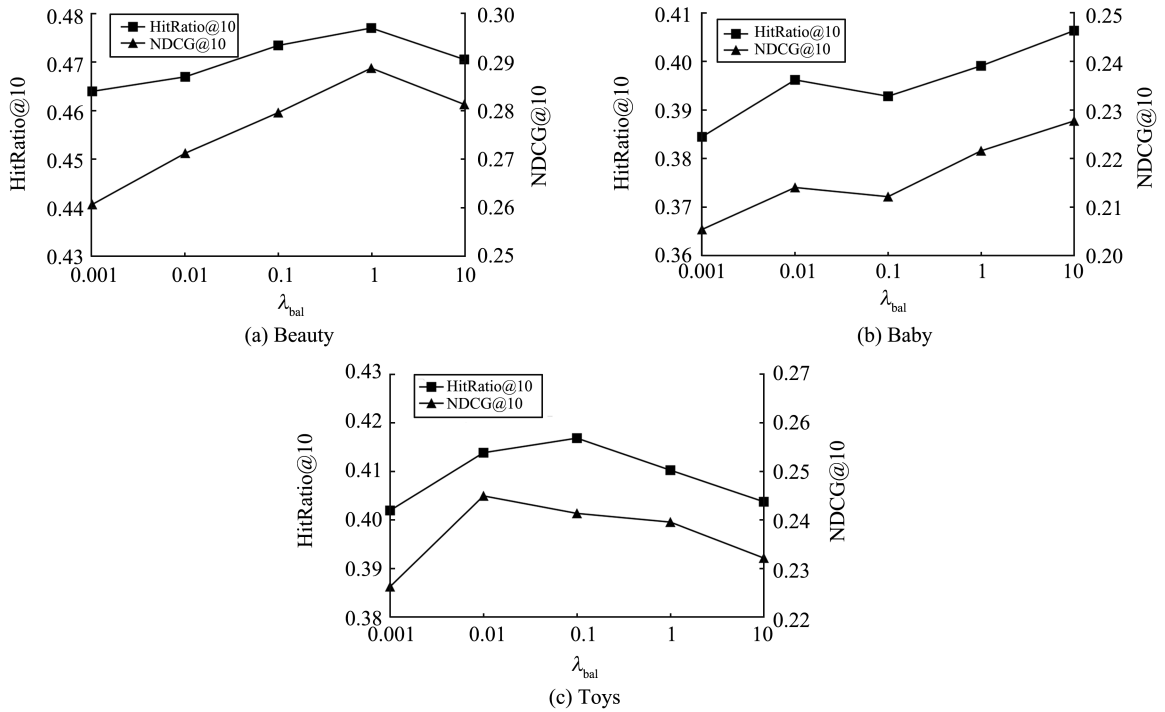 HitRatio@10
0.48
0.47
0.46
0.45
0.44
0.43
HitRatio@10
NDCG@10
0.30
0.29
0.28
0.27
0.26
0.25
NDCG@10
0.001 0.01 0.1 1 10
λbal
(a) Beauty
HitRatio@10
0.41
0.40
0.39
0.38
0.37
0.36
HitRatio@10
NDCG@10
0.25
0.24
0.23
0.22
0.21
0.20
NDCG@10
0.001 0.01 0.1 1 10
λbal
(b) Baby
HitRatio@10
0.43
0.42
0.41
0.40
0.39
0.38
HitRatio@10
NDCG@10
0.27
0.26
0.25
0.24
0.23
0.22
NDCG@10
0.001 0.01 0.1 1 10
λbal
(c) Toys